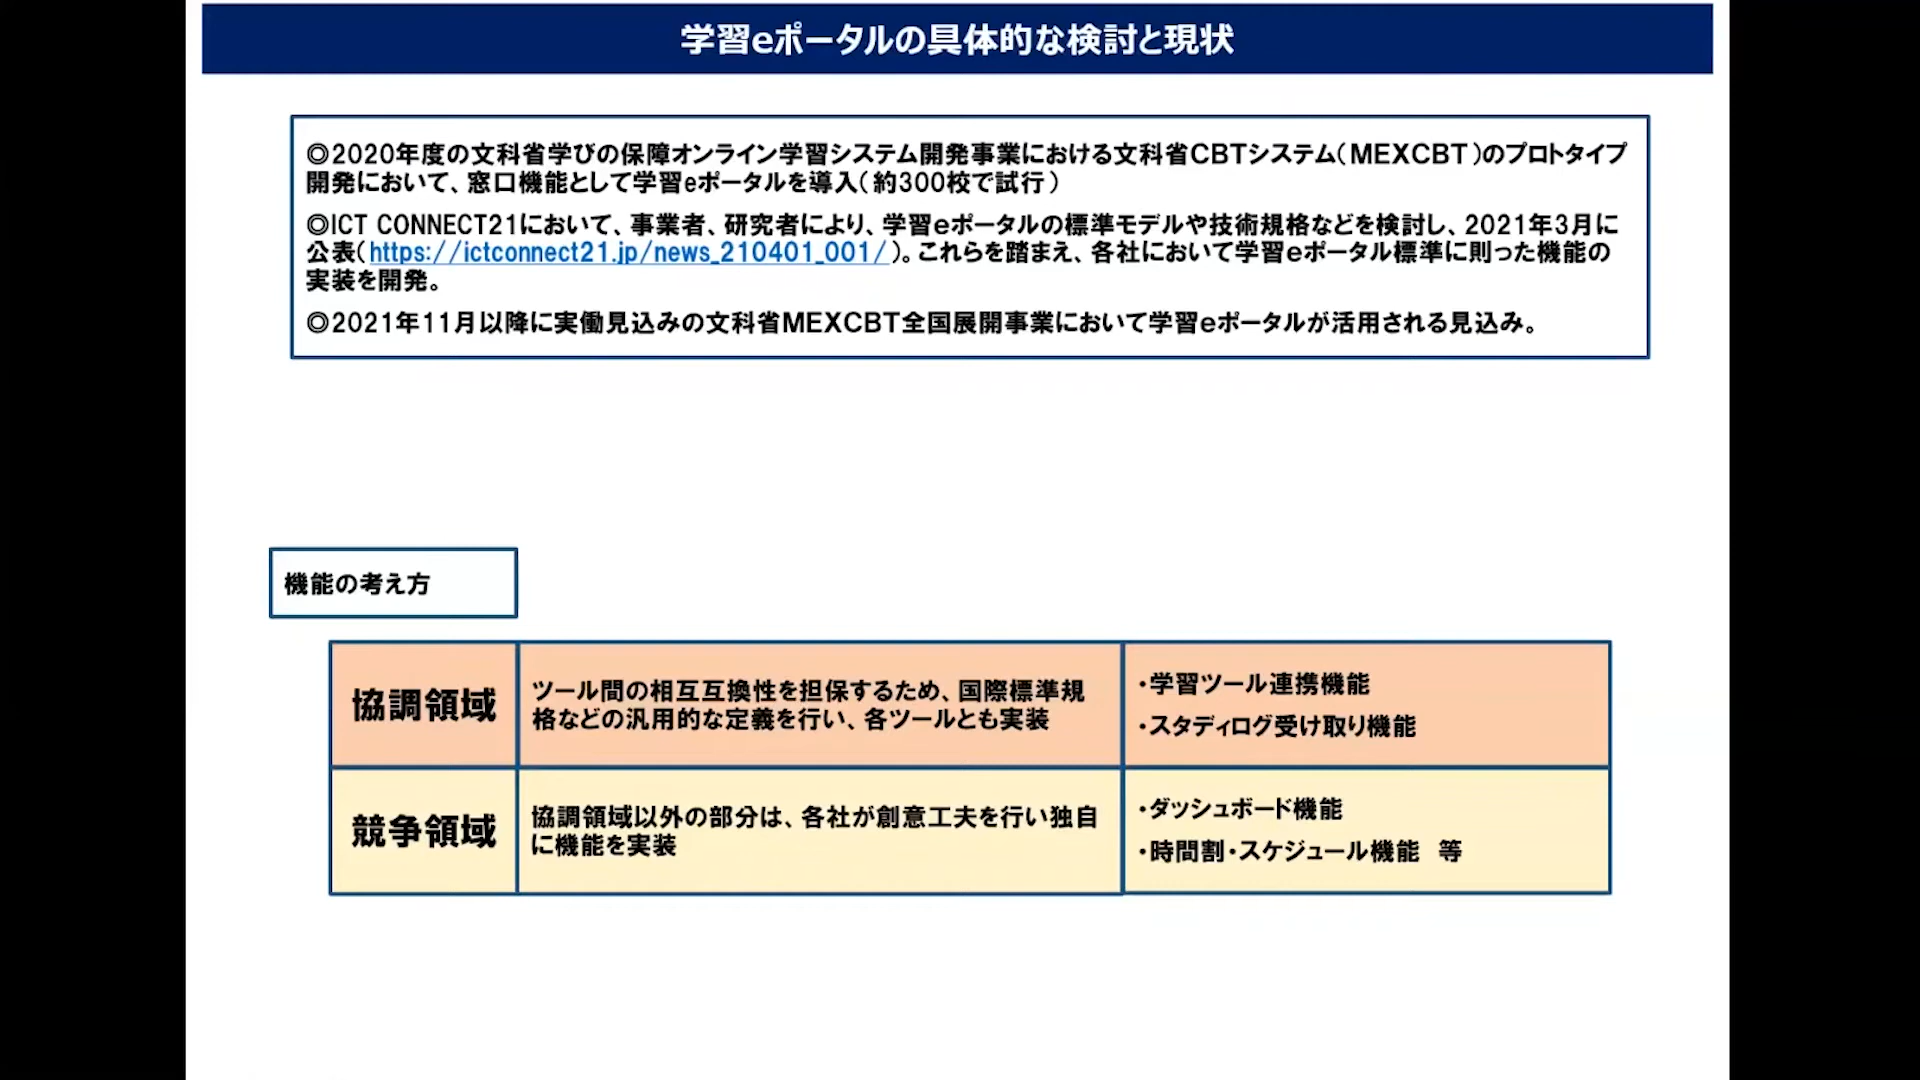 学習eポータルの具体的な検討と現状
◎2020年度の文科省学びの保障オンライン学習システム開発事業における文科省CBTシステム(MEXCBT)のプロトタイプ
開発において、窓口機能として学習eポータルを導入(約300校で試行)
◎ICT CONNECT21において、事業者、研究者により、学習eポータルの標準モデルや技術規格などを検討し、2021年3月に
公表(https://ictconnect21.jp/news_210401_001/)。これらを踏まえ、各社において学習eポータル標準に則った機能の
実装を開発。
◎2021年11月以降に実働見込みの文科省MEXCBT全国展開事業において学習eポータルが活用される見込み。
機能の考え方
協調領域
ツール間の相互互換性を担保するため、国際標準規
格などの汎用的な定義を行い、各ツールとも実装
・学習ツール連携機能
・スタディログ受け取り機能
競争領域
協調領域以外の部分は、各社が創意工夫を行い独自
に機能を実装
・ダッシュボード機能
・時間割・スケジュール機能　等